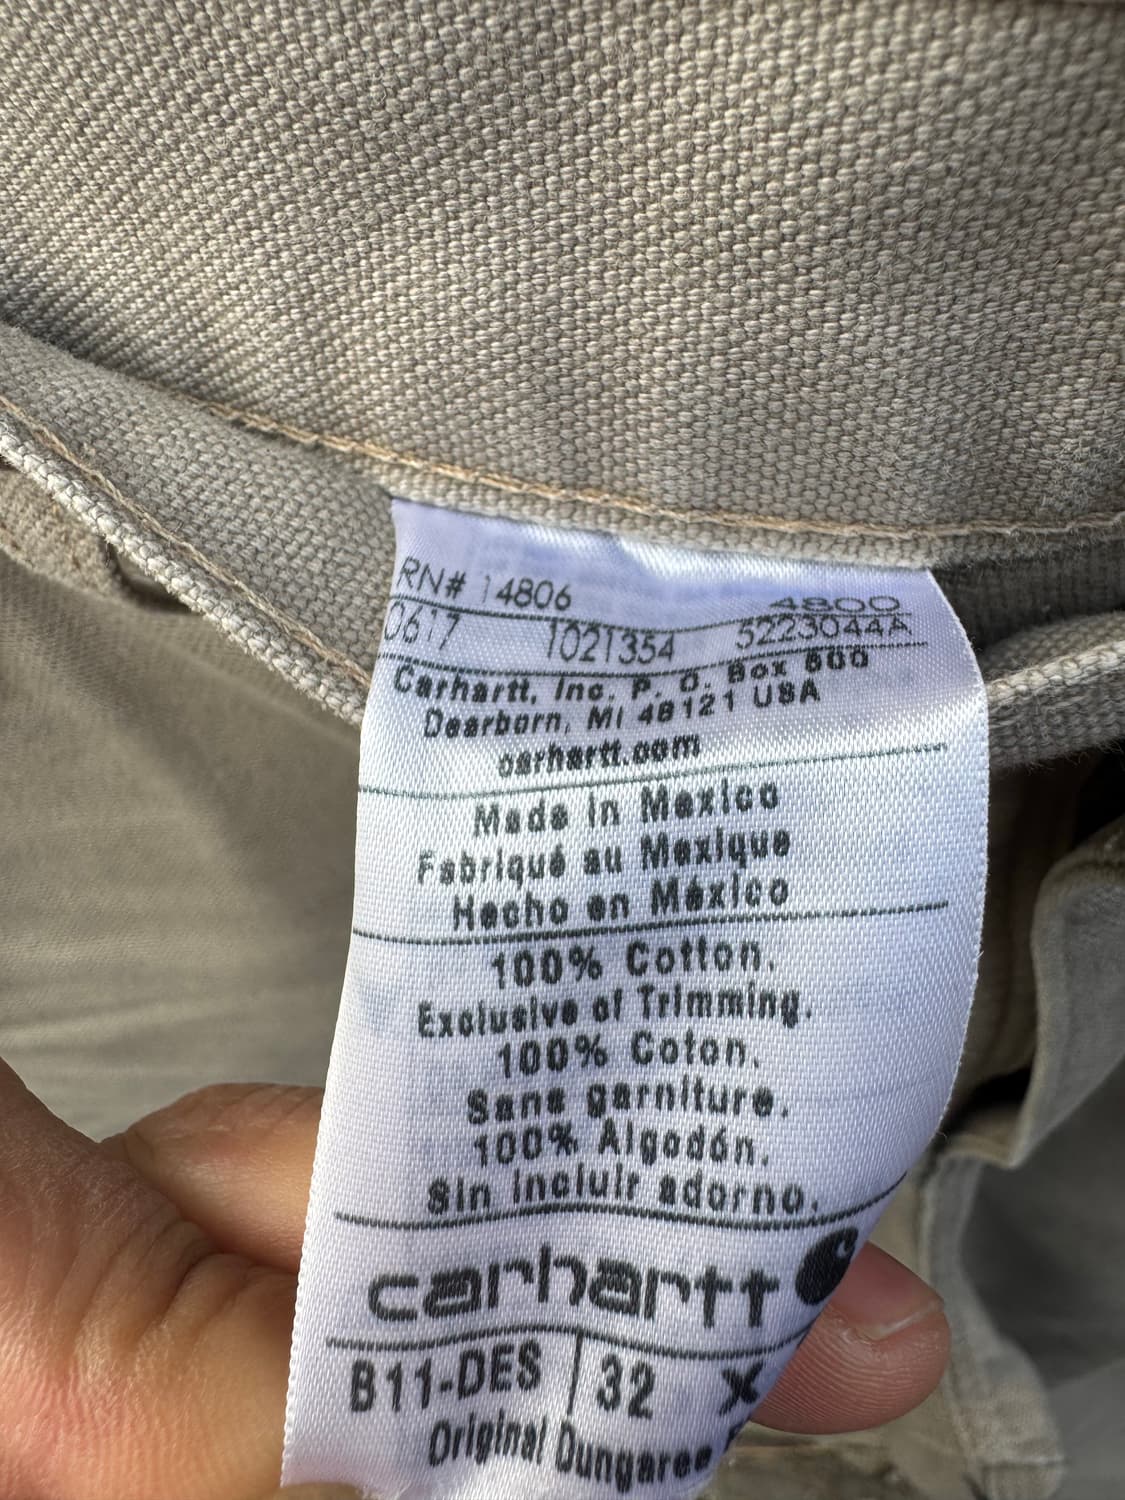 RN# 14806 4800
0617 1021354 5223044A
Carhartt, Inc. P. O. Box 600
Dearborn, MI 48121 USA
carhartt.com
Made in Mexico
Fabriqué au Mexique
Hecho en México
100% Cotton.
Exclusive of Trimming.
100% Coton.
Sans garniture.
100% Algodón.
Sin incluir adorno.
carhartt
B11-DES 32 X
Original Dungaree